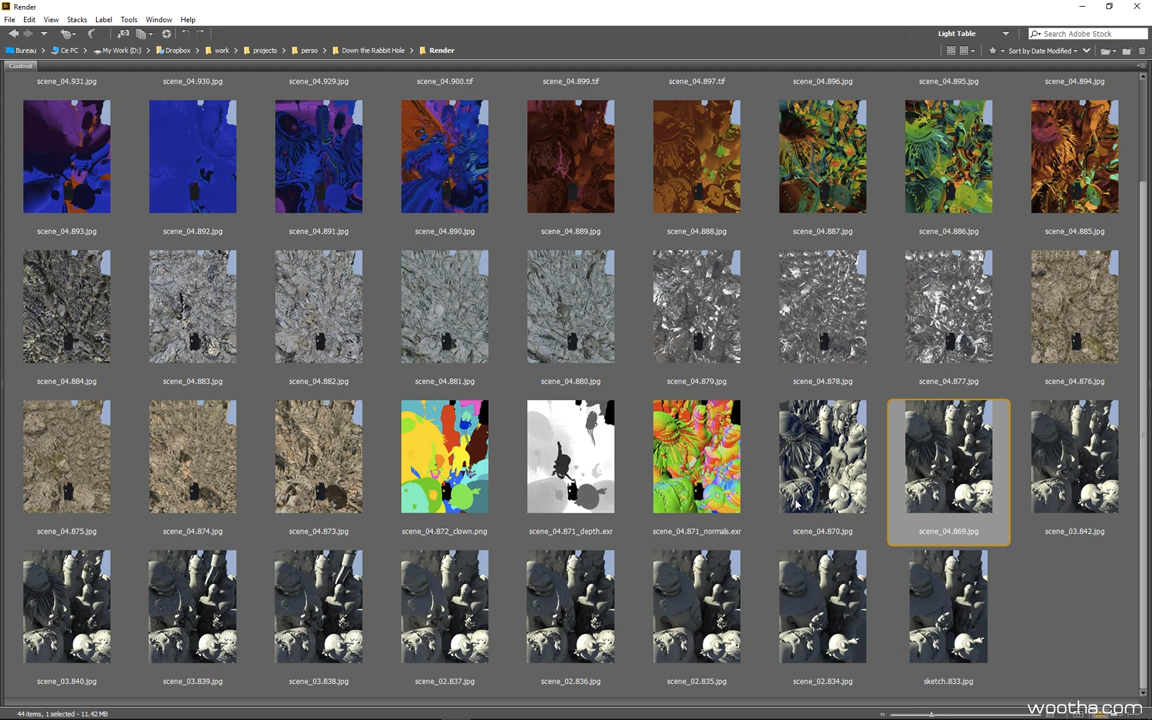 Render
File Edit View Stacks Label Tools Window Help
Light Table Search Adobe Stock
Bureau Ce PC My Work (D:) Dropbox work projects perso Down the Rabbit Hole Render Sort by Date Modified
Content
scene_04.931.jpg scene_04.930.jpg scene_04.929.jpg scene_04.900.tif scene_04.899.tif scene_04.897.tif scene_04.896.jpg scene_04.895.jpg scene_04.894.jpg
scene_04.893.jpg scene_04.892.jpg scene_04.891.jpg scene_04.890.jpg scene_04.889.jpg scene_04.888.jpg scene_04.887.jpg scene_04.886.jpg scene_04.885.jpg
scene_04.884.jpg scene_04.883.jpg scene_04.882.jpg scene_04.881.jpg scene_04.880.jpg scene_04.879.jpg scene_04.878.jpg scene_04.877.jpg scene_04.876.jpg
scene_04.875.jpg scene_04.874.jpg scene_04.873.jpg scene_04.872_clown.png scene_04.871_depth.exr scene_04.871_normals.exr scene_04.870.jpg scene_04.869.jpg scene_03.842.jpg
scene_03.840.jpg scene_03.839.jpg scene_03.838.jpg scene_02.837.jpg scene_02.836.jpg scene_02.835.jpg scene_02.834.jpg sketch.833.jpg
44 items, 1 selected - 11.42 MB
wootha.com